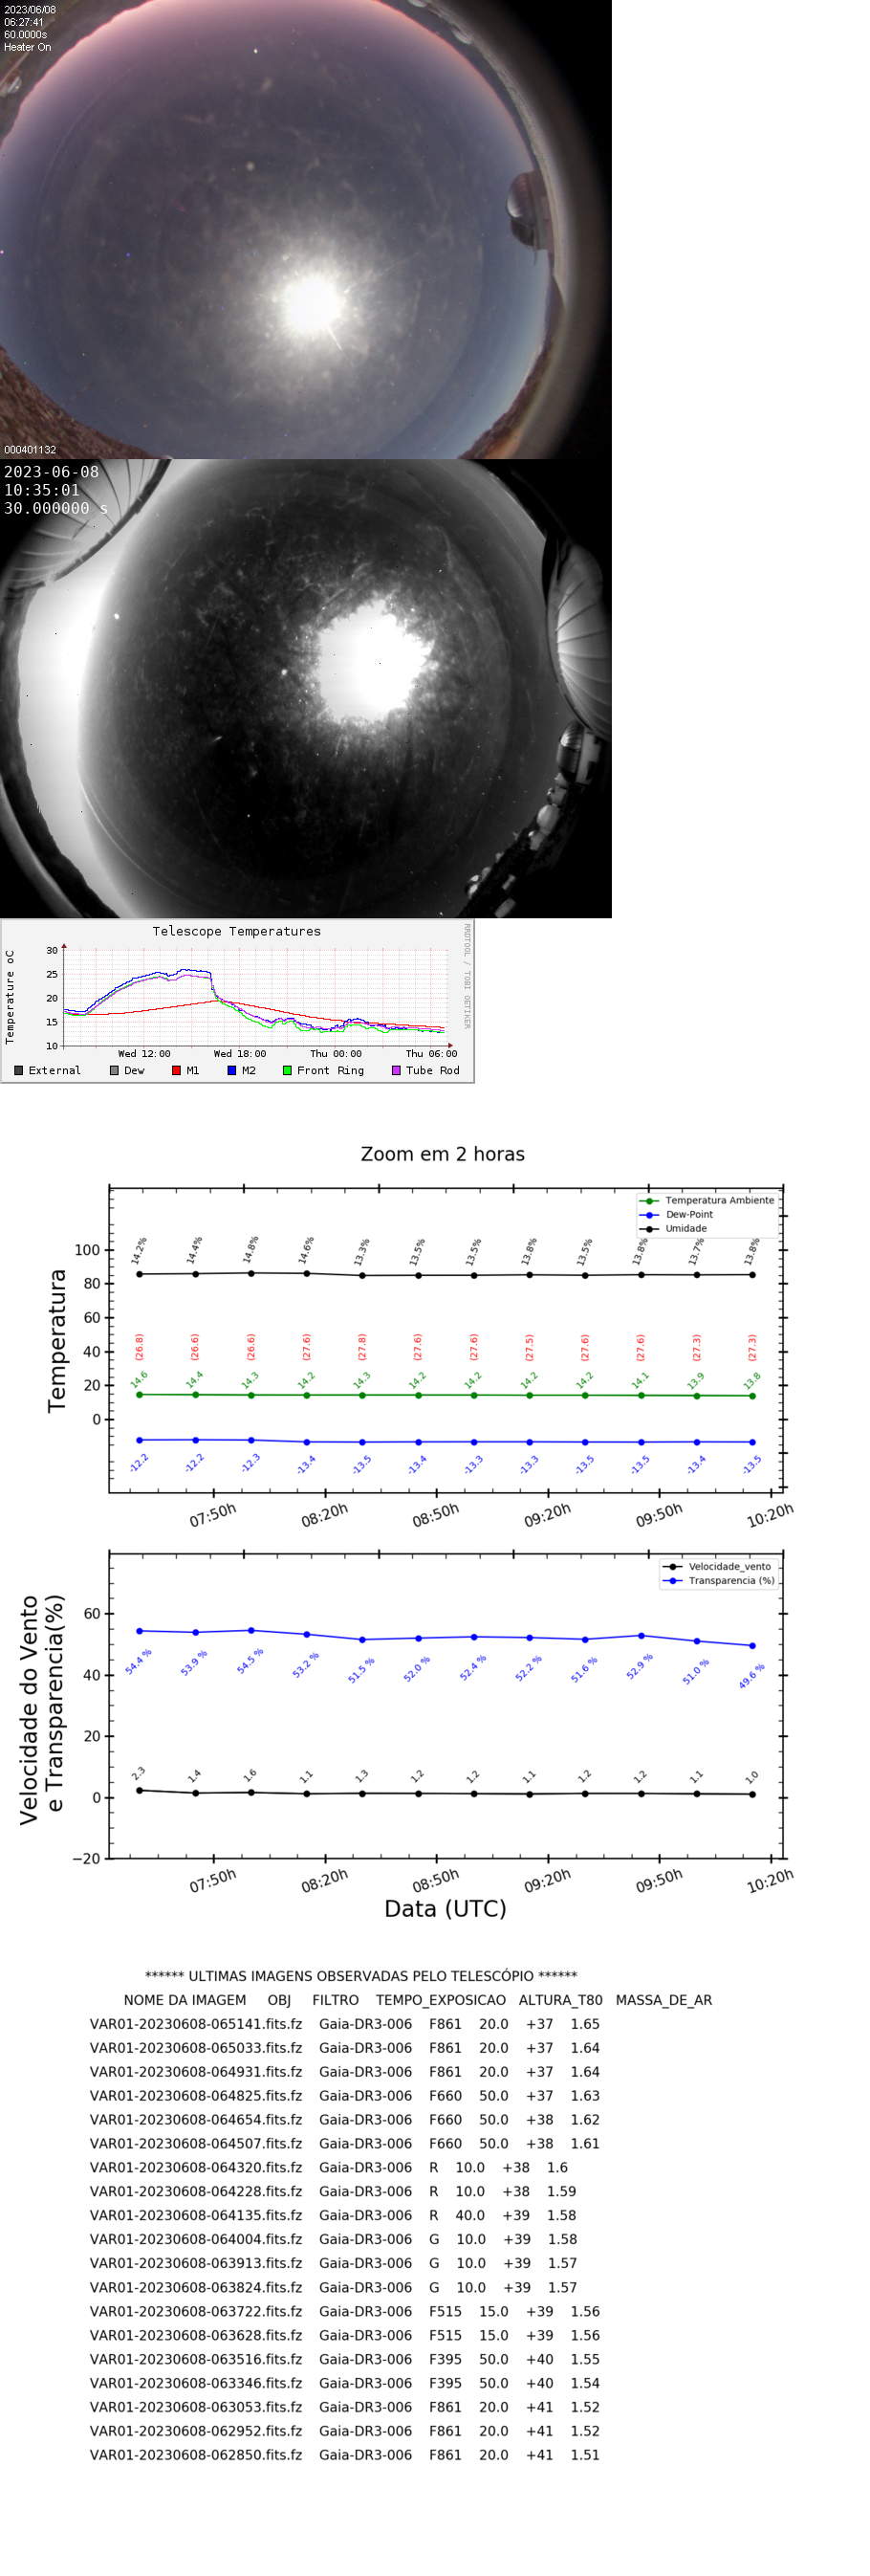 2023/06/08
06:27:41
60.0000s
Heater On
000401132
2023-06-08
10:35:01
30.000000 s
Telescope Temperatures
RRDTOOL / TOBI OETIKER
Temperature oC
30
25
20
15
10
Wed 12:00 Wed 18:00 Thu 00:00 Thu 06:00
External Dew M1 M2 Front Ring Tube Rod
Zoom em 2 horas
Temperatura Ambiente
Dew-Point
Umidade
Temperatura
100
80
60
40
20
0
14.2% 14.4% 14.8% 14.6% 13.3% 13.5% 13.5% 13.8% 13.5% 13.8% 13.7% 13.8%
(26.8) (26.6) (26.6) (27.6) (27.8) (27.6) (27.6) (27.5) (27.6) (27.6) (27.3) (27.3)
14.6 14.4 14.3 14.2 14.3 14.2 14.2 14.2 14.2 14.1 13.9 13.8
-12.2 -12.2 -12.3 -13.4 -13.5 -13.4 -13.3 -13.3 -13.5 -13.5 -13.4 -13.5
07:50h 08:20h 08:50h 09:20h 09:50h 10:20h
Velocidade_vento
Transparencia (%)
Velocidade do Vento
e Transparencia(%)
60
40
20
0
−20
54.4 % 53.9 % 54.5 % 53.2 % 51.5 % 52.0 % 52.4 % 52.2 % 51.6 % 52.9 % 51.0 % 49.6 %
2.3 1.4 1.6 1.1 1.3 1.2 1.2 1.1 1.2 1.2 1.1 1.0
07:50h 08:20h 08:50h 09:20h 09:50h 10:20h
Data (UTC)
****** ULTIMAS IMAGENS OBSERVADAS PELO TELESCÓPIO ******
NOME DA IMAGEM OBJ FILTRO TEMPO_EXPOSICAO ALTURA_T80 MASSA_DE_AR
VAR01-20230608-065141.fits.fz Gaia-DR3-006 F861 20.0 +37 1.65
VAR01-20230608-065033.fits.fz Gaia-DR3-006 F861 20.0 +37 1.64
VAR01-20230608-064931.fits.fz Gaia-DR3-006 F861 20.0 +37 1.64
VAR01-20230608-064825.fits.fz Gaia-DR3-006 F660 50.0 +37 1.63
VAR01-20230608-064654.fits.fz Gaia-DR3-006 F660 50.0 +38 1.62
VAR01-20230608-064507.fits.fz Gaia-DR3-006 F660 50.0 +38 1.61
VAR01-20230608-064320.fits.fz Gaia-DR3-006 R 10.0 +38 1.6
VAR01-20230608-064228.fits.fz Gaia-DR3-006 R 10.0 +38 1.59
VAR01-20230608-064135.fits.fz Gaia-DR3-006 R 40.0 +39 1.58
VAR01-20230608-064004.fits.fz Gaia-DR3-006 G 10.0 +39 1.58
VAR01-20230608-063913.fits.fz Gaia-DR3-006 G 10.0 +39 1.57
VAR01-20230608-063824.fits.fz Gaia-DR3-006 G 10.0 +39 1.57
VAR01-20230608-063722.fits.fz Gaia-DR3-006 F515 15.0 +39 1.56
VAR01-20230608-063628.fits.fz Gaia-DR3-006 F515 15.0 +39 1.56
VAR01-20230608-063516.fits.fz Gaia-DR3-006 F395 50.0 +40 1.55
VAR01-20230608-063346.fits.fz Gaia-DR3-006 F395 50.0 +40 1.54
VAR01-20230608-063053.fits.fz Gaia-DR3-006 F861 20.0 +41 1.52
VAR01-20230608-062952.fits.fz Gaia-DR3-006 F861 20.0 +41 1.52
VAR01-20230608-062850.fits.fz Gaia-DR3-006 F861 20.0 +41 1.51